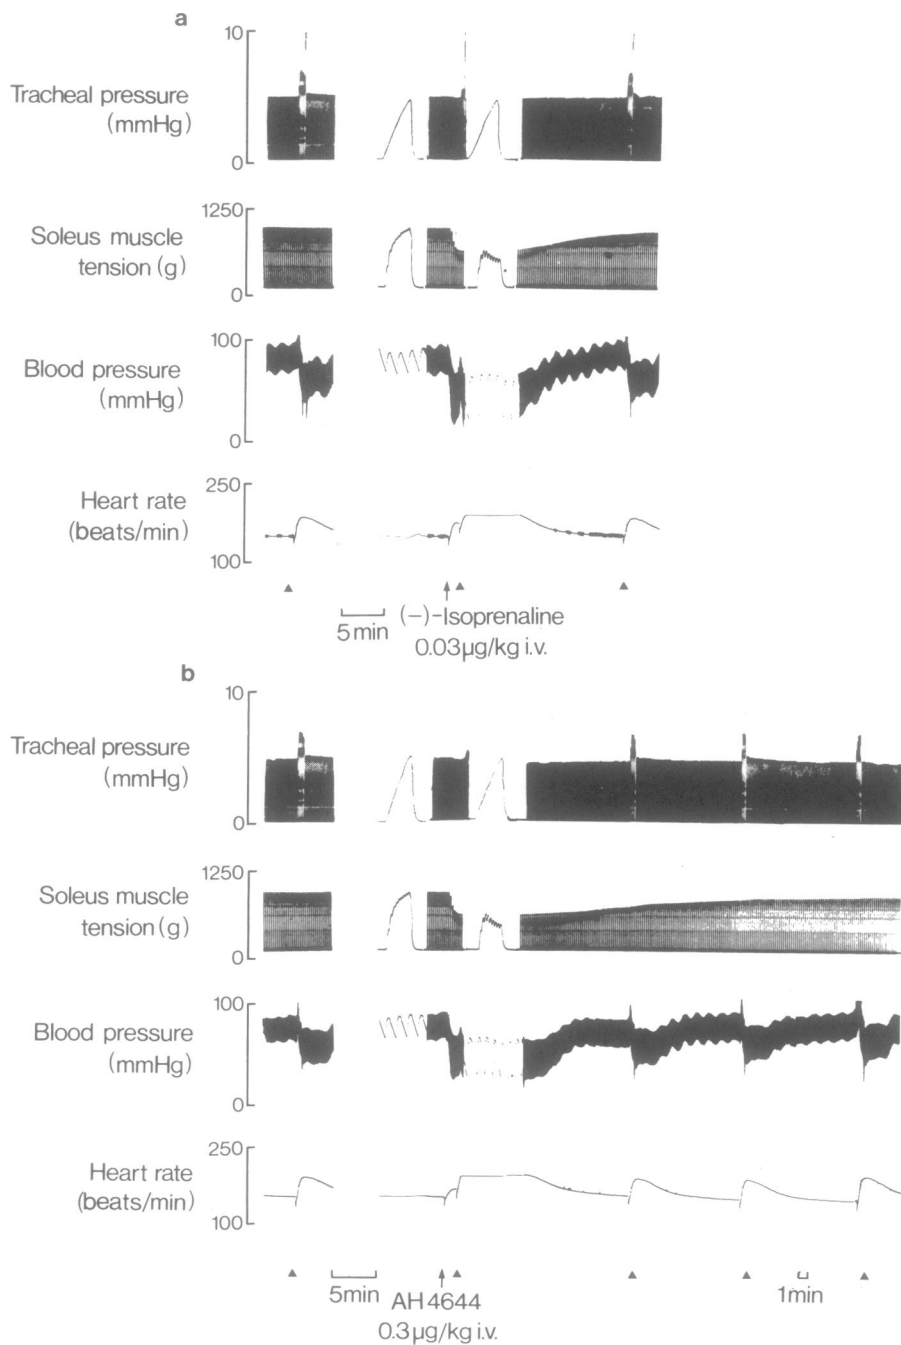 a
10
Tracheal pressure
(mmHg)
0
1250
Soleus muscle
tension (g)
0
100
Blood pressure
(mmHg)
0
250
Heart rate
(beats/min)
100
5min
(−)-Isoprenaline
0.03µg/kg i.v.
b
10
Tracheal pressure
(mmHg)
0
1250
Soleus muscle
tension (g)
0
100
Blood pressure
(mmHg)
0
250
Heart rate
(beats/min)
100
5min
AH 4644
1min
0.3µg/kg i.v.